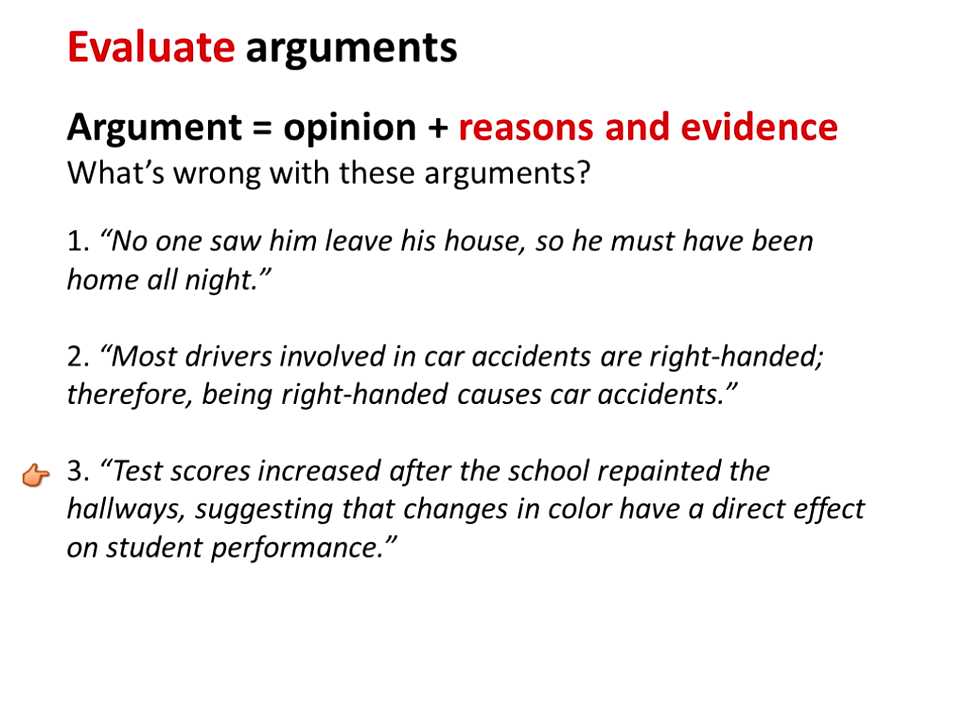 Evaluate arguments
Argument = opinion + reasons and evidence
What’s wrong with these arguments?
1. “No one saw him leave his house, so he must have been
home all night.”
2. “Most drivers involved in car accidents are right-handed;
therefore, being right-handed causes car accidents.”
3. “Test scores increased after the school repainted the
hallways, suggesting that changes in color have a direct effect
on student performance.”